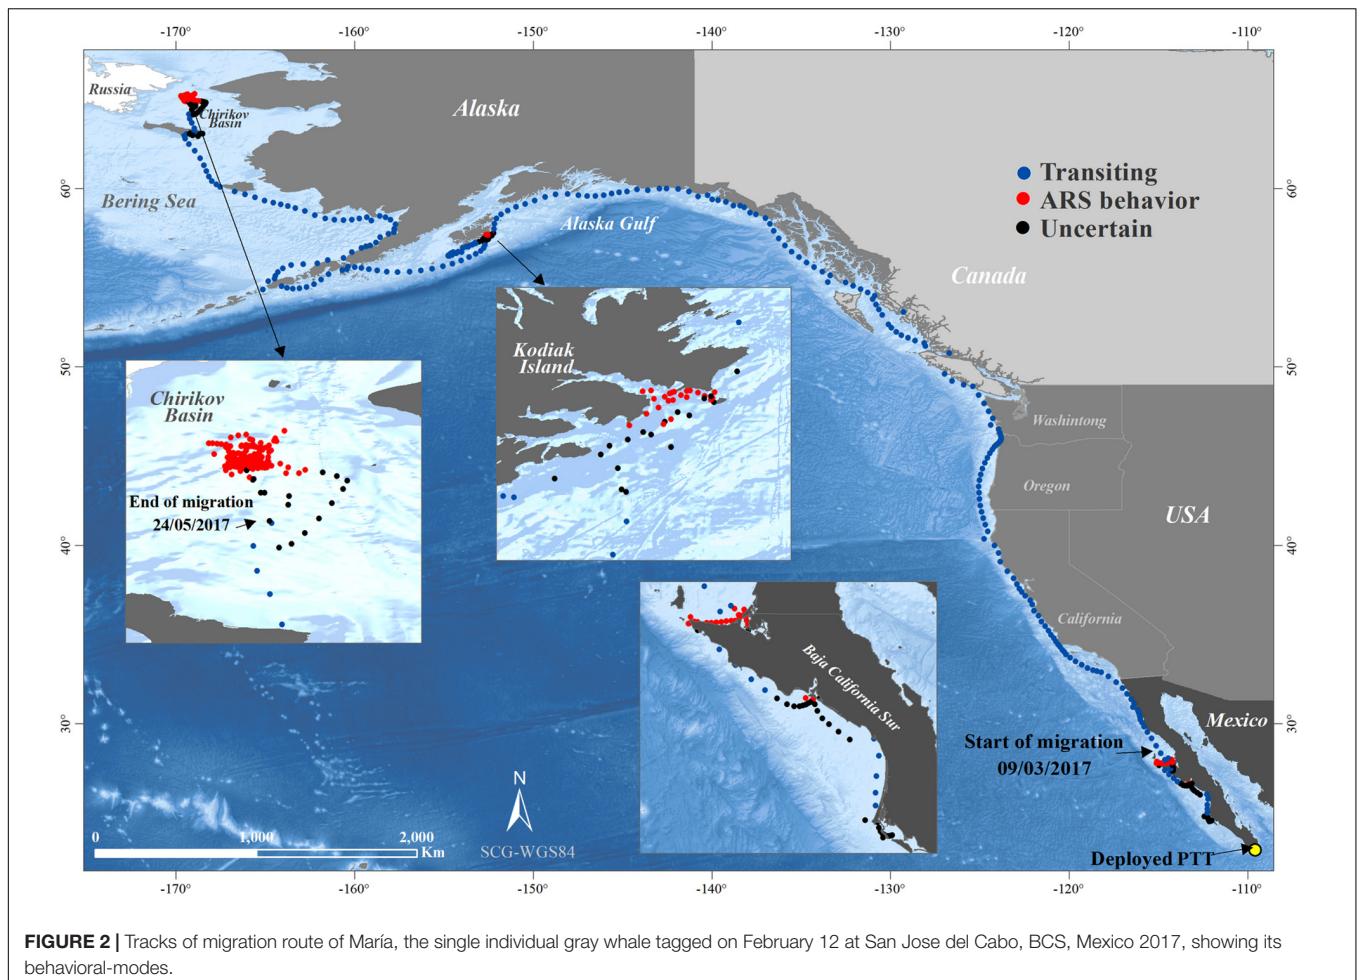 -170° -160° -150° -140° -130° -120° -110°
Russia
Chirikov
Basin
Alaska
Transiting
ARS behavior
Uncertain
60° 60°
Bering Sea
Alaska Gulf
Canada
50° 50°
Kodiak
Island
Chirikov
Basin
Washintong
Oregon
USA
End of migration
24/05/2017
40° 40°
California
Baja California Sur
30° 30°
Mexico
Start of migration
09/03/2017
N
0 1,000 2,000
Km
SCG-WGS84
Deployed PTT
-170° -160° -150° -140° -130° -120° -110°
FIGURE 2 | Tracks of migration route of María, the single individual gray whale tagged on February 12 at San Jose del Cabo, BCS, Mexico 2017, showing its
behavioral-modes.